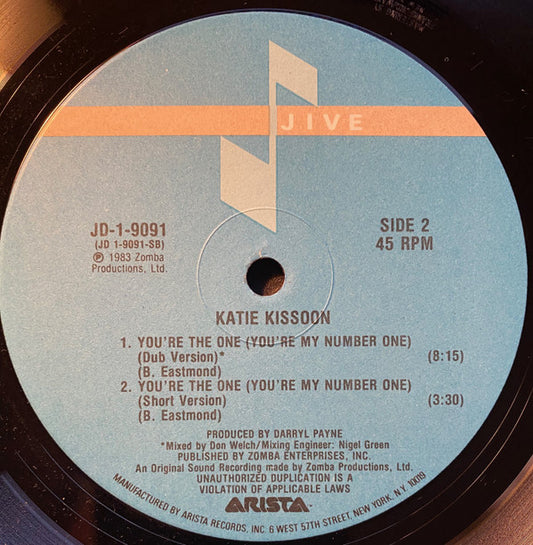 JIVE
JD-1-9091
(JD 1-9091-SB)
℗ 1983 Zomba
Productions, Ltd.
SIDE 2
45 RPM
KATIE KISSOON
1. YOU'RE THE ONE (YOU'RE MY NUMBER ONE)
(Dub Version)* (8:15)
(B. Eastmond)
2. YOU'RE THE ONE (YOU'RE MY NUMBER ONE)
(Short Version) (3:30)
(B. Eastmond)
PRODUCED BY DARRYL PAYNE
*Mixed by Don Welch/Mixing Engineer: Nigel Green
PUBLISHED BY ZOMBA ENTERPRISES, INC.
An Original Sound Recording made by Zomba Productions, Ltd.
UNAUTHORIZED DUPLICATION IS A
VIOLATION OF APPLICABLE LAWS
ARISTA
MANUFACTURED BY ARISTA RECORDS, INC. 6 WEST 57TH STREET, NEW YORK, N.Y. 10019